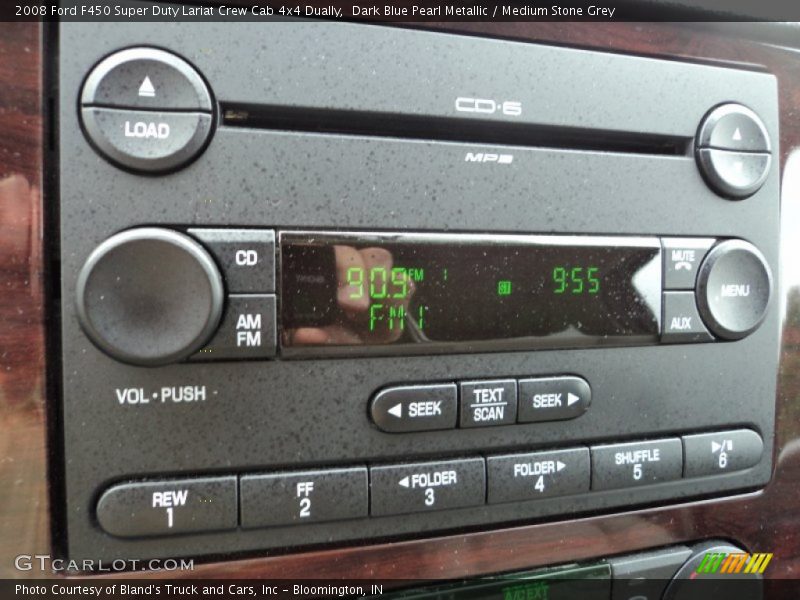 2008 Ford F450 Super Duty Lariat Crew Cab 4x4 Dually,  Dark Blue Pearl Metallic / Medium Stone Grey
CD·6
LOAD
MP3
CD
MUTE
90.9 FM 1
9:55
MENU
AM
FM
FM1
AUX
VOL·PUSH
SEEK
TEXT
SCAN
SEEK
REW
1
FF
2
FOLDER
3
FOLDER
4
SHUFFLE
5
6
GTCARLOT.COM
A/C EXT
Photo Courtesy of Bland's Truck and Cars, Inc - Bloomington, IN